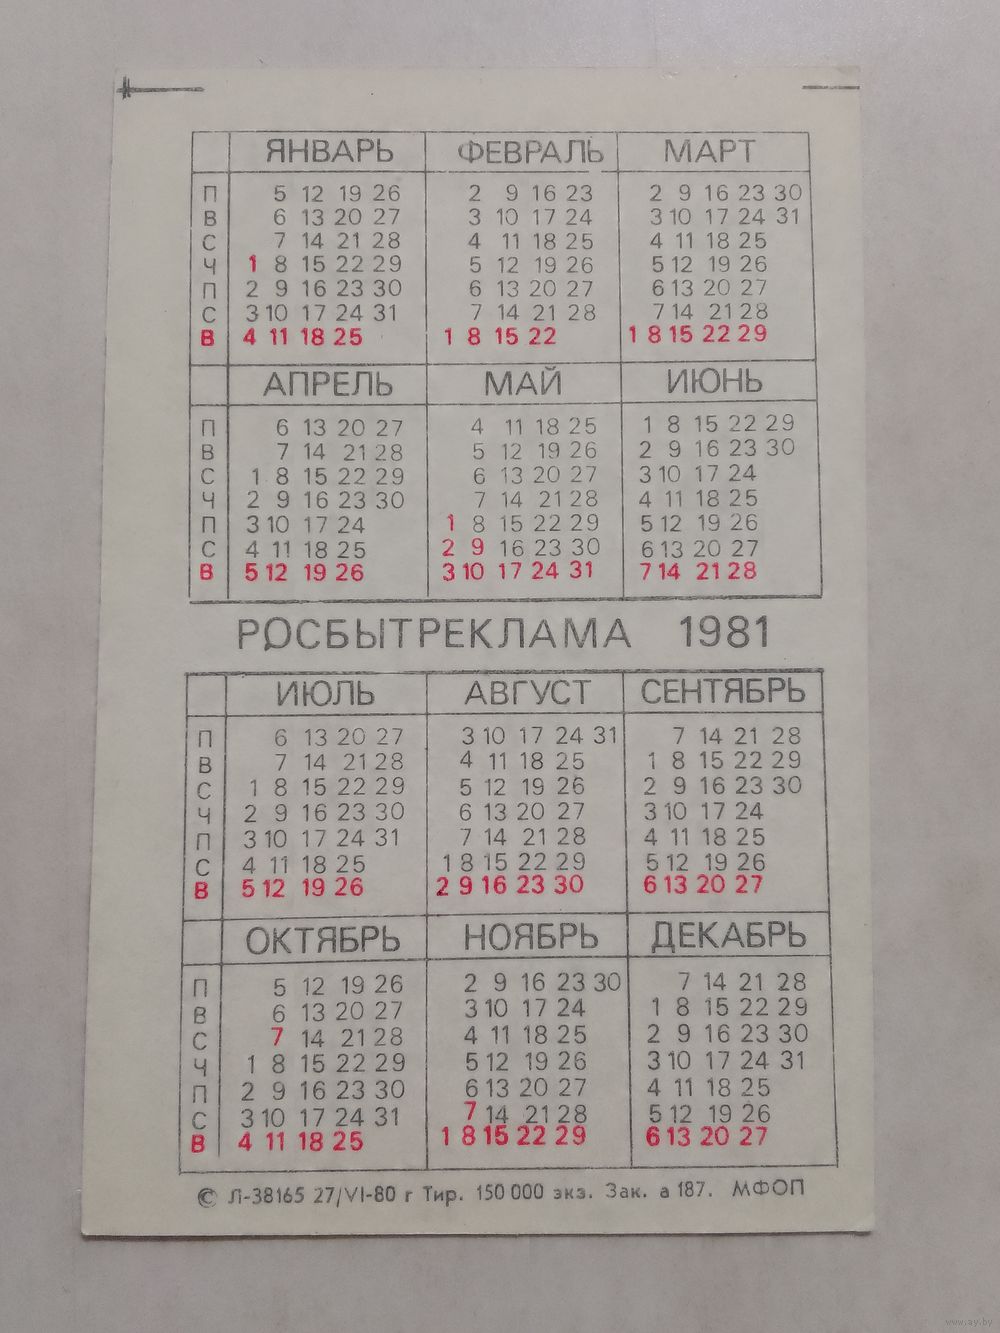 ЯНВАРЬ ФЕВРАЛЬ МАРТ
П 5 12 19 26 2 9 16 23 2 9 16 23 30
В 6 13 20 27 3 10 17 24 3 10 17 24 31
С 7 14 21 28 4 11 18 25 4 11 18 25
Ч 1 8 15 22 29 5 12 19 26 5 12 19 26
П 2 9 16 23 30 6 13 20 27 6 13 20 27
С 3 10 17 24 31 7 14 21 28 7 14 21 28
В 4 11 18 25 1 8 15 22 1 8 15 22 29
АПРЕЛЬ МАЙ ИЮНЬ
П 6 13 20 27 4 11 18 25 1 8 15 22 29
В 7 14 21 28 5 12 19 26 2 9 16 23 30
С 1 8 15 22 29 6 13 20 27 3 10 17 24
Ч 2 9 16 23 30 7 14 21 28 4 11 18 25
П 3 10 17 24 1 8 15 22 29 5 12 19 26
С 4 11 18 25 2 9 16 23 30 6 13 20 27
В 5 12 19 26 3 10 17 24 31 7 14 21 28
РОСБЫТРЕКЛАМА 1981
ИЮЛЬ АВГУСТ СЕНТЯБРЬ
П 6 13 20 27 3 10 17 24 31 7 14 21 28
В 7 14 21 28 4 11 18 25 1 8 15 22 29
С 1 8 15 22 29 5 12 19 26 2 9 16 23 30
Ч 2 9 16 23 30 6 13 20 27 3 10 17 24
П 3 10 17 24 31 7 14 21 28 4 11 18 25
С 4 11 18 25 1 8 15 22 29 5 12 19 26
В 5 12 19 26 2 9 16 23 30 6 13 20 27
ОКТЯБРЬ НОЯБРЬ ДЕКАБРЬ
П 5 12 19 26 2 9 16 23 30 7 14 21 28
В 6 13 20 27 3 10 17 24 1 8 15 22 29
С 7 14 21 28 4 11 18 25 2 9 16 23 30
Ч 1 8 15 22 29 5 12 19 26 3 10 17 24 31
П 2 9 16 23 30 6 13 20 27 4 11 18 25
С 3 10 17 24 31 7 14 21 28 5 12 19 26
В 4 11 18 25 1 8 15 22 29 6 13 20 27
© Л-38165 27/VI-80 г Тир. 150 000 экз. Зак. а 187. МФОП
www.ay.by